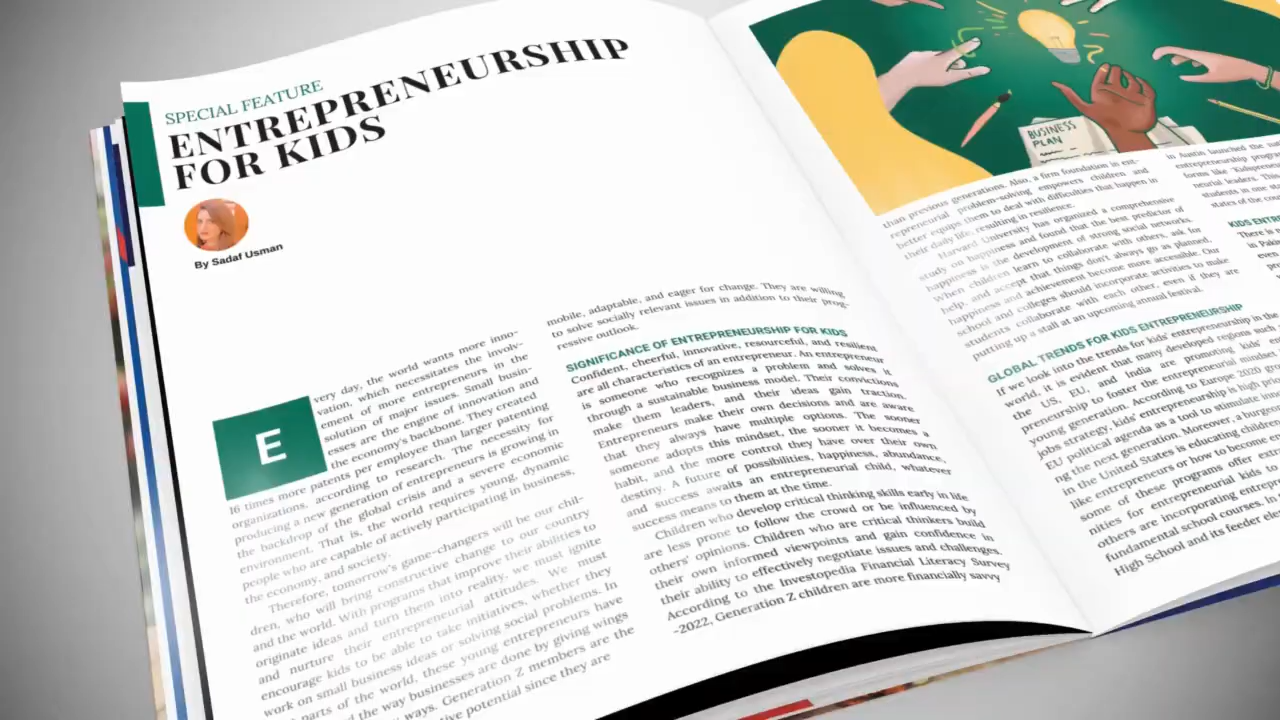 SPECIAL FEATURE
ENTREPRENEURSHIP
FOR KIDS
By Sadaf Usman
E
very day, the world wants more inno-
vation, which necessitates the involv-
ement of more entrepreneurs in the
solution of major issues. Small busin-
esses are the engine of innovation and
the economy's backbone. They created
16 times more patents per employee than larger patenting
organizations, according to research. The necessity for
producing a new generation of entrepreneurs is growing in
the backdrop of the global crisis and a severe economic
environment. That is, the world requires young, dynamic
people who are capable of actively participating in business,
the economy, and society.
Therefore, tomorrow's game-changers will be our chil-
dren, who will bring constructive change to our country
and the world. With programs that improve their abilities to
originate ideas and turn them into reality, we must ignite
and nurture their entrepreneurial attitudes. We must
encourage kids to be able to take initiatives, whether they
work on small business ideas or solving social problems. In
parts of the world, these young entrepreneurs have
the way businesses are done by giving wings
ways. Generation Z members are the
potential since they are
mobile, adaptable, and eager for change. They are willing
to solve socially relevant issues in addition to their prog-
ressive outlook.
SIGNIFICANCE OF ENTREPRENEURSHIP FOR KIDS
Confident, cheerful, innovative, resourceful, and resilient
are all characteristics of an entrepreneur. An entrepreneur
is someone who recognizes a problem and solves it
through a sustainable business model. Their convictions
make them leaders, and their ideas gain traction.
Entrepreneurs make their own decisions and are aware
that they always have multiple options. The sooner
someone adopts this mindset, the sooner it becomes a
habit, and the more control they have over their own
destiny. A future of possibilities, happiness, abundance,
and success awaits an entrepreneurial child, whatever
success means to them at the time.
Children who develop critical thinking skills early in life
are less prone to follow the crowd or be influenced by
others' opinions. Children who are critical thinkers build
their own informed viewpoints and gain confidence in
their ability to effectively negotiate issues and challenges.
According to the Investopedia Financial Literacy Survey
-2022, Generation Z children are more financially savvy
BUSINESS
PLAN
than previous generations. Also, a firm foundation in ent-
repreneurial problem-solving empowers children and
better equips them to deal with difficulties that happen in
their daily life, resulting in resilience.
Harvard University has organized a comprehensive
study on happiness and found that the best predictor of
happiness is the development of strong social networks.
When children learn to collaborate with others, ask for
help, and accept that things don't always go as planned,
happiness and achievement become more accessible. Our
school and colleges should incorporate activities to make
students collaborate with each other, even if they are
putting up a stall at an upcoming annual festival.
GLOBAL TRENDS FOR KIDS ENTREPRENEURSHIP
If we look into the trends for kids' entrepreneurship in the
world, it is evident that many developed regions such
the US, EU, and India are promoting kids'
preneurship to foster the entrepreneurial mindset
young generation. According to Europe 2020
jobs strategy, kids' entrepreneurship is high
EU political agenda as a tool to stimulate
ng the next generation. Moreover, a
in the United States is educating children
like entrepreneurs or how to become
some of these programs offer
nities for entrepreneurial kids to
others are incorporating
fundamental school courses. In
High School and its feeder
in Austin launched the
entrepreneurship
forms like
neurial leaders. This
students in one
states of the
KIDS
There is
in
even